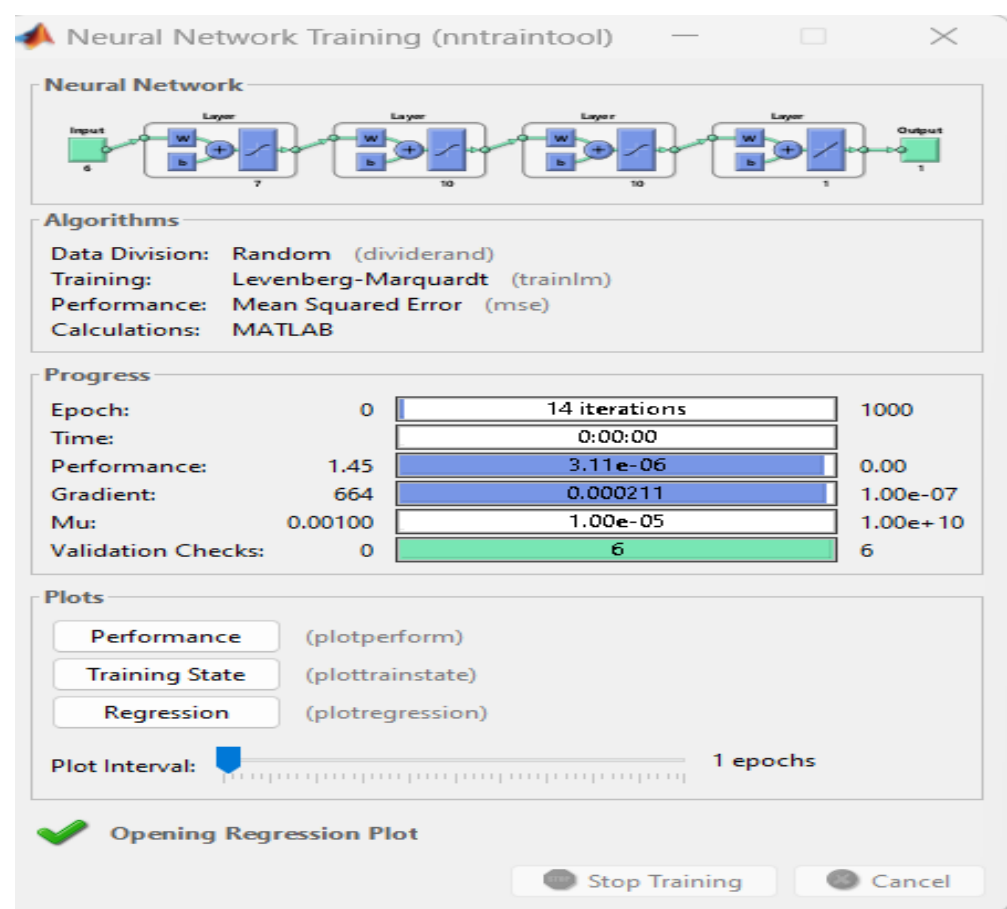 Neural Network Training (nntraintool)
Neural Network
Layer Layer Layer Layer
Input Output
W W W W
b b b b
6 7 10 10 1 1
Algorithms
Data Division: Random (dividerand)
Training: Levenberg-Marquardt (trainlm)
Performance: Mean Squared Error (mse)
Calculations: MATLAB
Progress
Epoch: 0 14 iterations 1000
Time: 0:00:00
Performance: 1.45 3.11e-06 0.00
Gradient: 664 0.000211 1.00e-07
Mu: 0.00100 1.00e-05 1.00e+10
Validation Checks: 0 6 6
Plots
Performance (plotperform)
Training State (plottrainstate)
Regression (plotregression)
Plot Interval: 1 epochs
Opening Regression Plot
STOP Stop Training Cancel